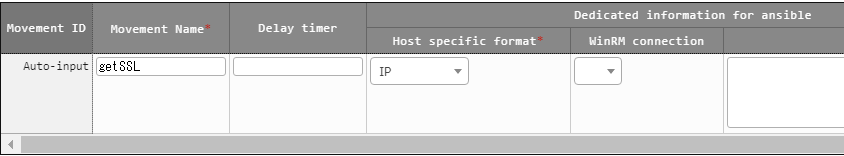 Movement ID
Movement Name*
Delay timer
Dedicated information for ansible
Host specific format*
WinRM connection
Auto-input
getSSL
IP